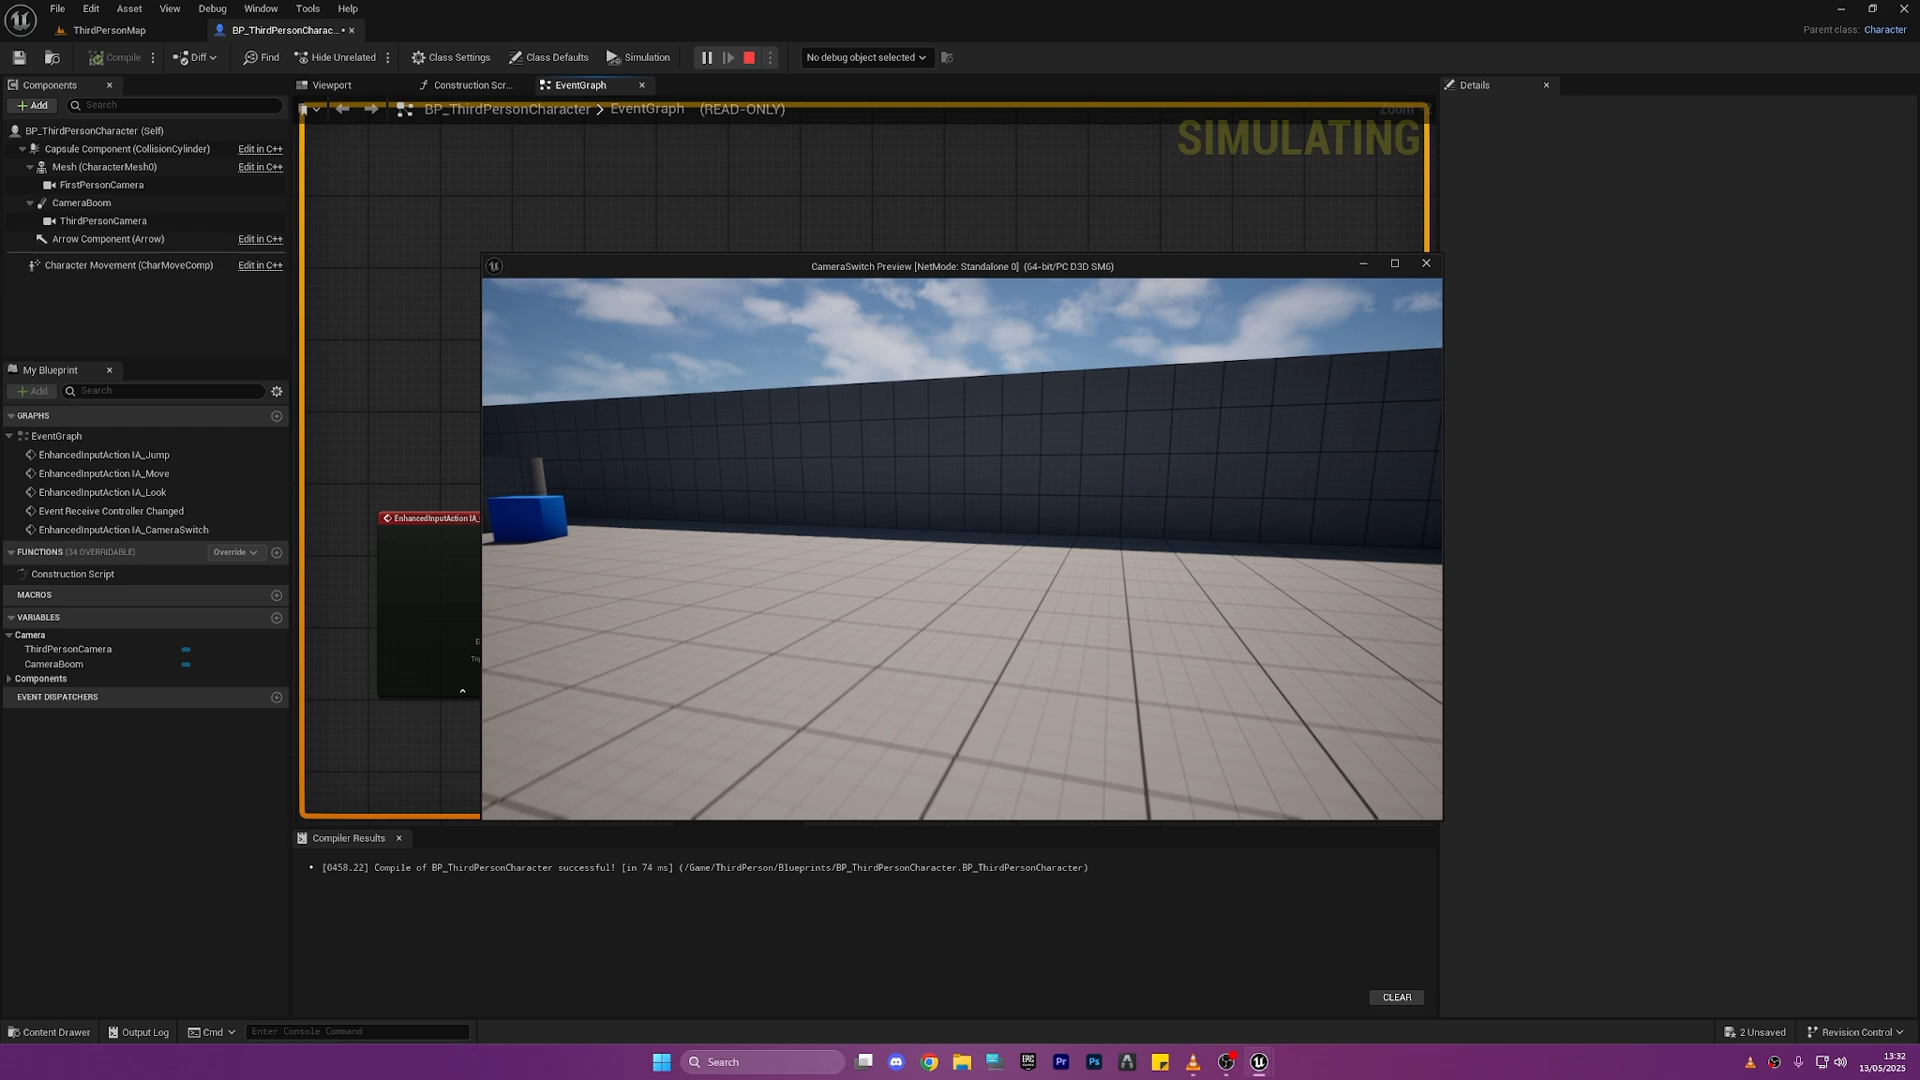 File Edit Asset View Debug Window Tools Help
ThirdPersonMap
BP_ThirdPersonCharac... •
Parent class: Character
Compile
Diff
Find
Hide Unrelated
Class Settings
Class Defaults
Simulation
No debug object selected
Components
Add
Search
BP_ThirdPersonCharacter (Self)
Capsule Component (CollisionCylinder) Edit in C++
Mesh (CharacterMesh0) Edit in C++
FirstPersonCamera
CameraBoom
ThirdPersonCamera
Arrow Component (Arrow) Edit in C++
Character Movement (CharMoveComp) Edit in C++
My Blueprint
Add
Search
GRAPHS
EventGraph
EnhancedInputAction IA_Jump
EnhancedInputAction IA_Move
EnhancedInputAction IA_Look
Event Receive Controller Changed
EnhancedInputAction IA_CameraSwitch
FUNCTIONS (34 OVERRIDABLE) Override
Construction Script
MACROS
VARIABLES
Camera
ThirdPersonCamera
CameraBoom
Components
EVENT DISPATCHERS
Viewport
Construction Scr...
EventGraph
BP_ThirdPersonCharacter > EventGraph (READ-ONLY)
SIMULATING
EnhancedInputAction IA_
CameraSwitch Preview [NetMode: Standalone 0] (64-bit/PC D3D SM6)
Details
Compiler Results
• [0458.22] Compile of BP_ThirdPersonCharacter successful! [in 74 ms] (/Game/ThirdPerson/Blueprints/BP_ThirdPersonCharacter.BP_ThirdPersonCharacter)
CLEAR
Content Drawer
Output Log
Cmd
Enter Console Command
2 Unsaved
Revision Control
Search
EPIC GAMES
Pr
Ps
13:32
13/05/2025